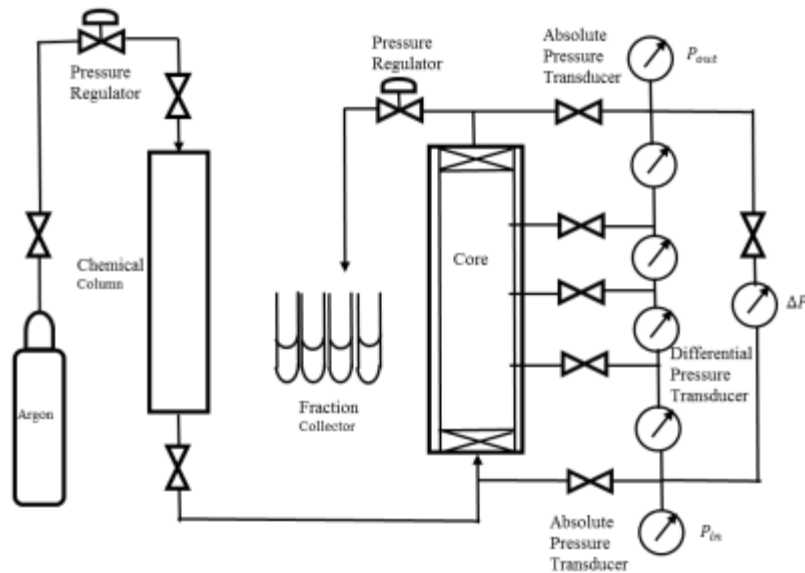 Pressure
Regulator
Pressure
Regulator
Absolute
Pressure
Transducer
P_out
Chemical
Column
Core
Argon
Fraction
Collector
ΔP
Differential
Pressure
Transducer
Absolute
Pressure
Transducer
P_in